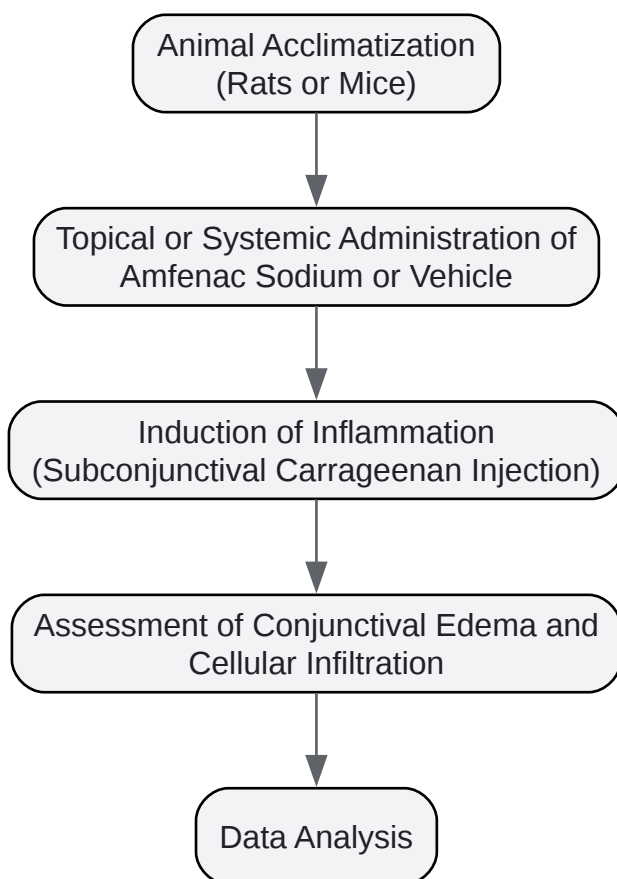 Animal Acclimatization
(Rats or Mice)
Topical or Systemic Administration of
Amfenac Sodium or Vehicle
Induction of Inflammation
(Subconjunctival Carrageenan Injection)
Assessment of Conjunctival Edema and
Cellular Infiltration
Data Analysis